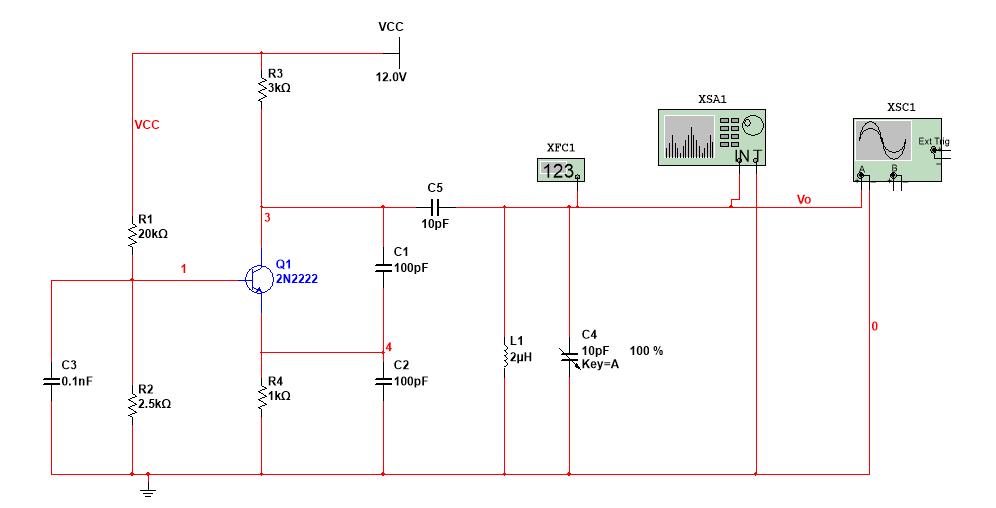 VCC
12.0V
R3
3kΩ
VCC
XFC1
123
XSA1
IN T
XSC1
Ext Trig
A
B
R1
20kΩ
3
C5
10pF
Vo
1
Q1
2N2222
C1
100pF
0
C3
0.1nF
R2
2.5kΩ
R4
1kΩ
4
C2
100pF
L1
2µH
C4
10pF 100 %
Key=A